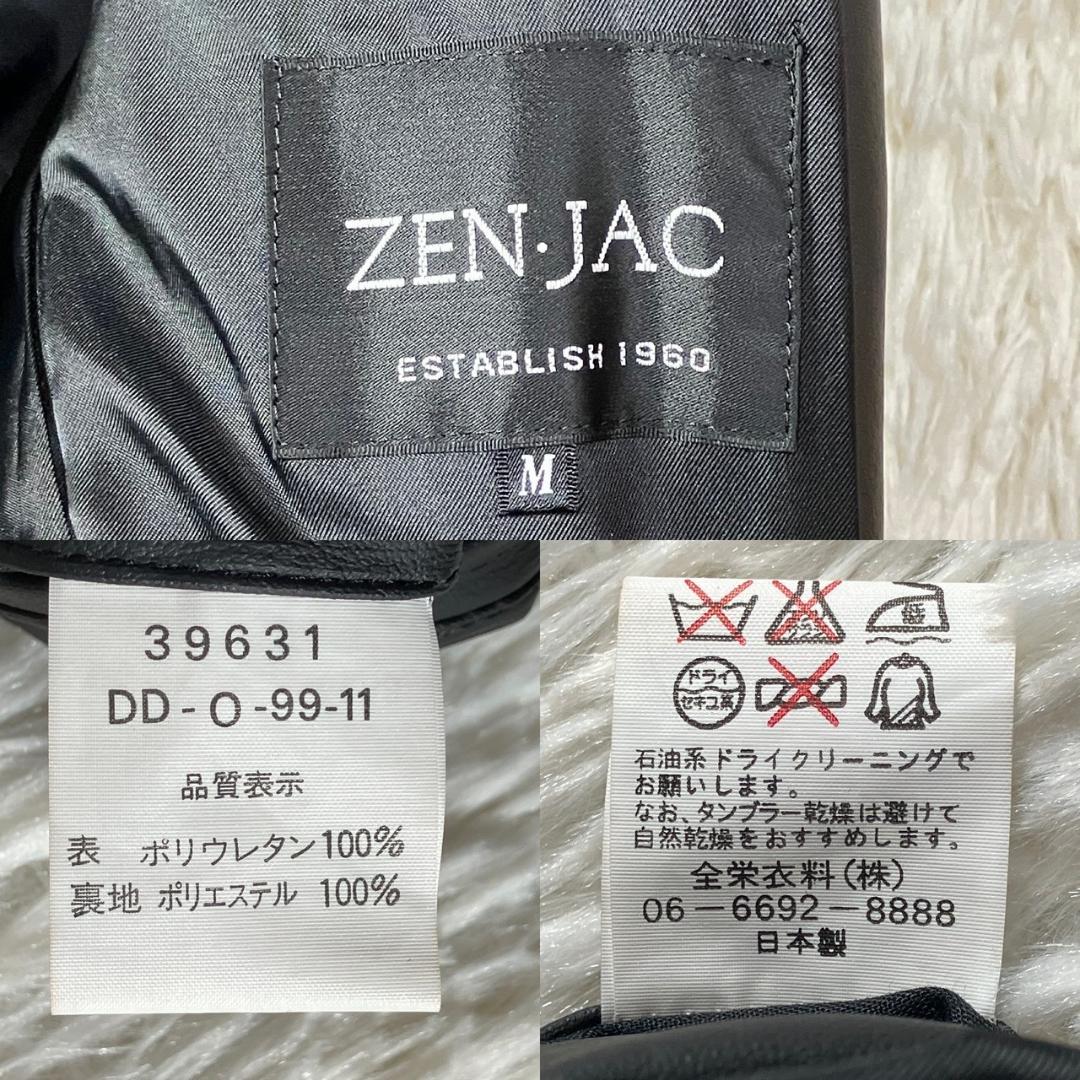 ZEN·JAC
ESTABLISH 1960
M
39631
DD-O-99-11
品質表示
表 ポリウレタン100%
裏地 ポリエステル 100%
ドライ
セキユ系
石油系ドライクリーニングで
お願いします。
なお、タンブラー乾燥は避けて
自然乾燥をおすすめします。
全栄衣料(株)
06-6692-8888
日本製